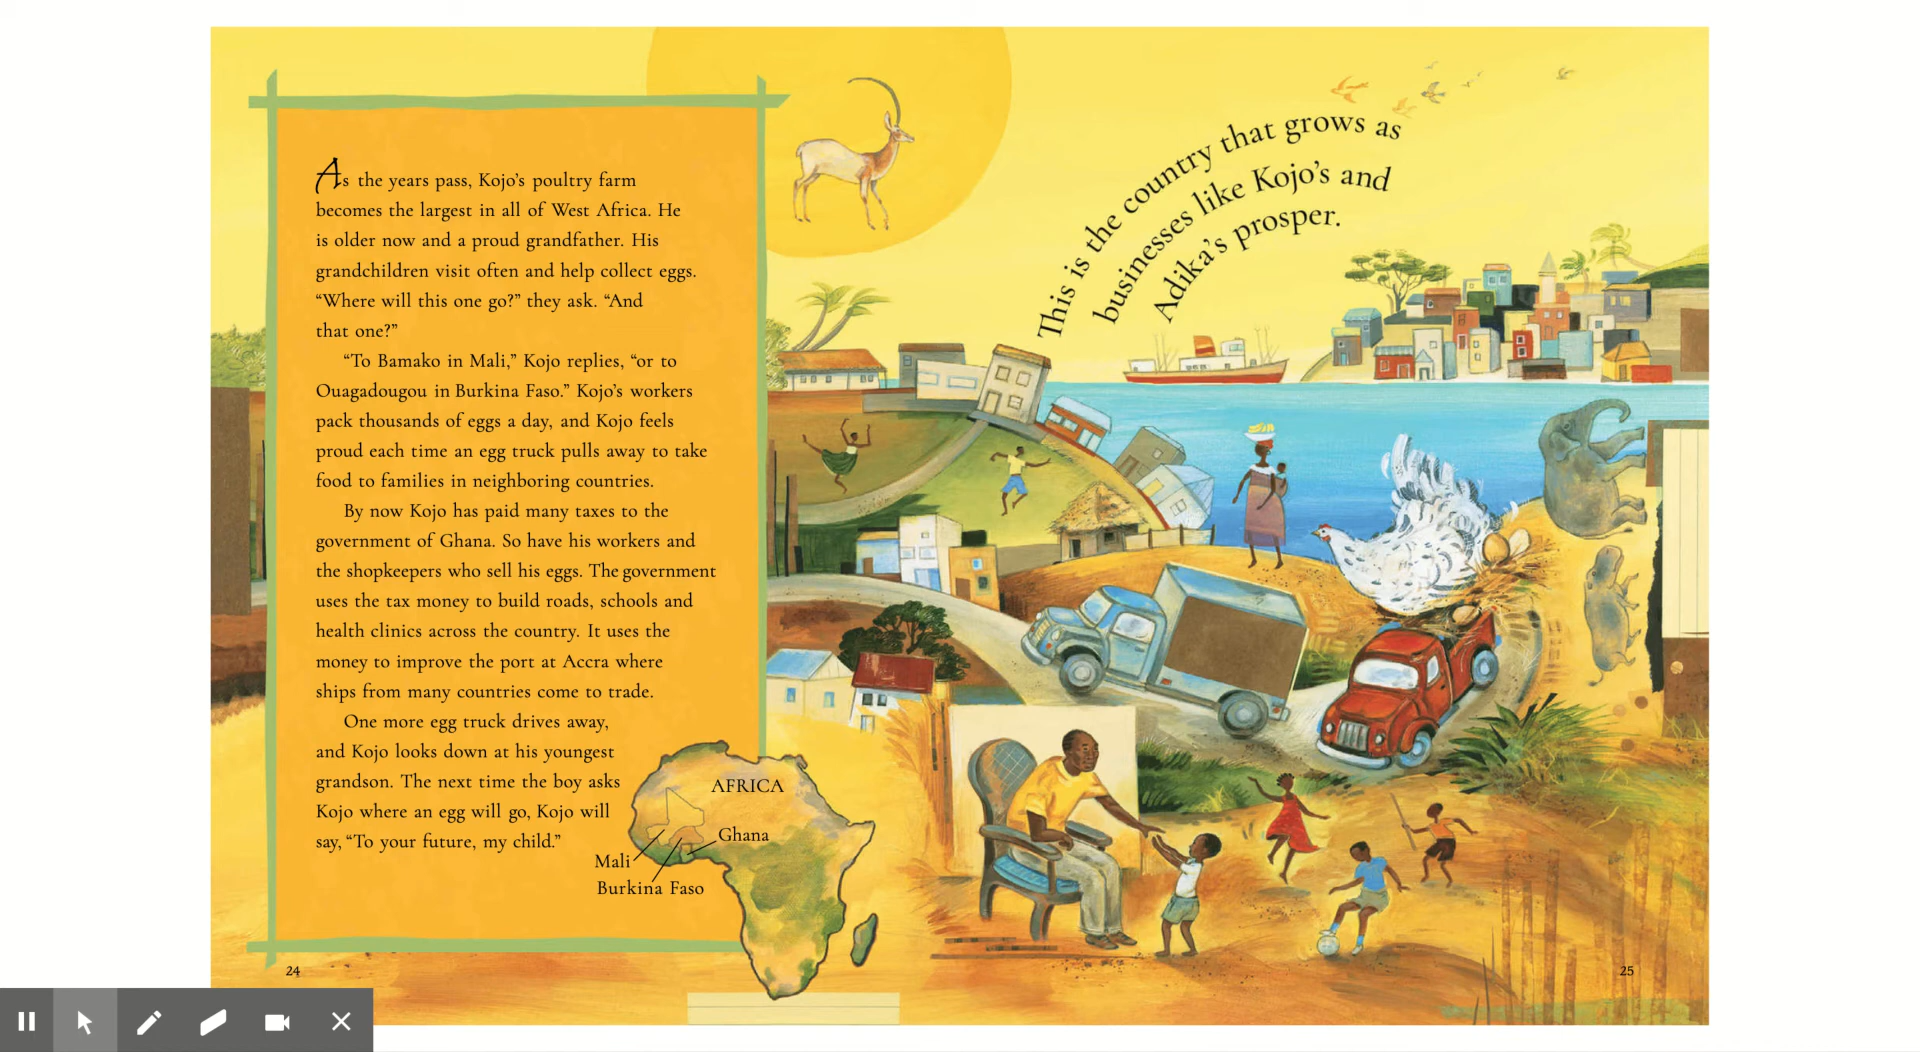 As the years pass, Kojo’s poultry farm
becomes the largest in all of West Africa. He
is older now and a proud grandfather. His
grandchildren visit often and help collect eggs.
“Where will this one go?” they ask. “And
that one?”
“To Bamako in Mali,” Kojo replies, “or to
Ouagadougou in Burkina Faso.” Kojo’s workers
pack thousands of eggs a day, and Kojo feels
proud each time an egg truck pulls away to take
food to families in neighboring countries.
By now Kojo has paid many taxes to the
government of Ghana. So have his workers and
the shopkeepers who sell his eggs. The government
uses the tax money to build roads, schools and
health clinics across the country. It uses the
money to improve the port at Accra where
ships from many countries come to trade.
One more egg truck drives away,
and Kojo looks down at his youngest
grandson. The next time the boy asks
Kojo where an egg will go, Kojo will
say, “To your future, my child.”
AFRICA
Ghana
Mali
Burkina Faso
24
This is the country that grows as
businesses like Kojo’s and
Adika’s prosper.
25